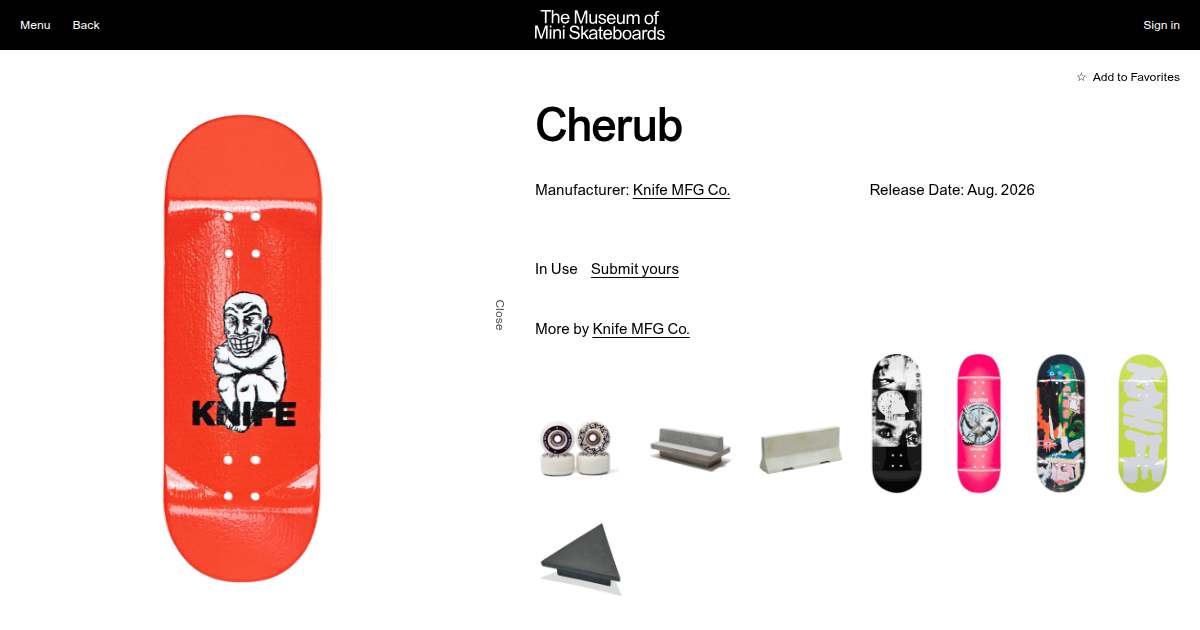 Menu
Back
The Museum of
Mini Skateboards
Sign in
☆ Add to Favorites
Cherub
Manufacturer: Knife MFG Co.
Release Date: Aug. 2026
In Use Submit yours
Close
More by Knife MFG Co.
KNIFE
KNIFE